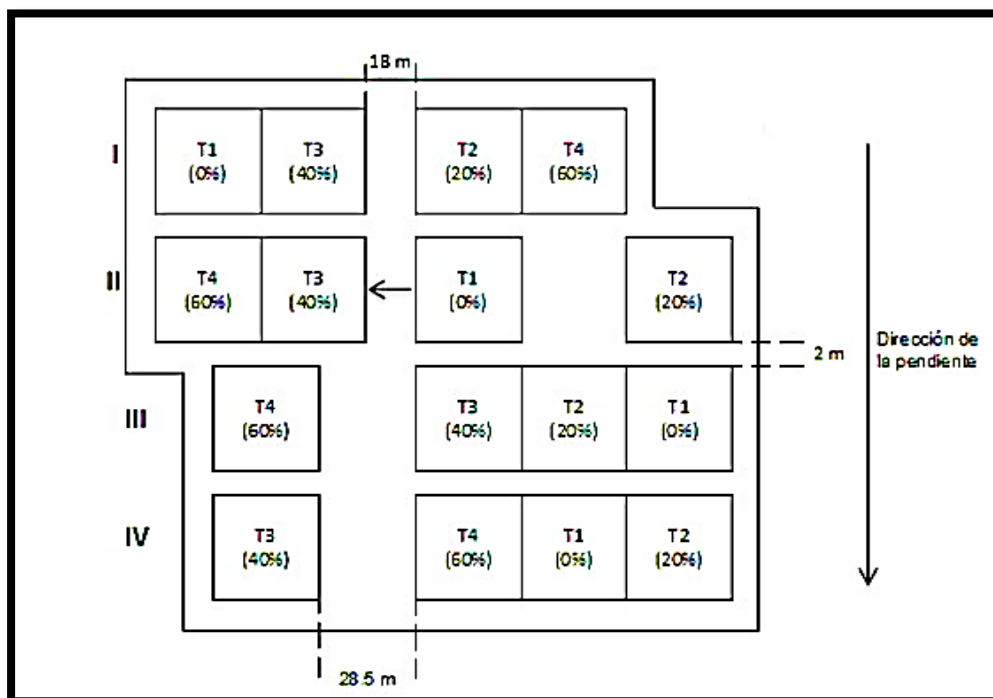 18 m
I
T1
(0%)
T3
(40%)
T2
(20%)
T4
(60%)
II
T4
(60%)
T3
(40%)
T1
(0%)
T2
(20%)
2 m
Dirección de
la pendiente
III
T4
(60%)
T3
(40%)
T2
(20%)
T1
(0%)
IV
T3
(40%)
T4
(60%)
T1
(0%)
T2
(20%)
28.5 m